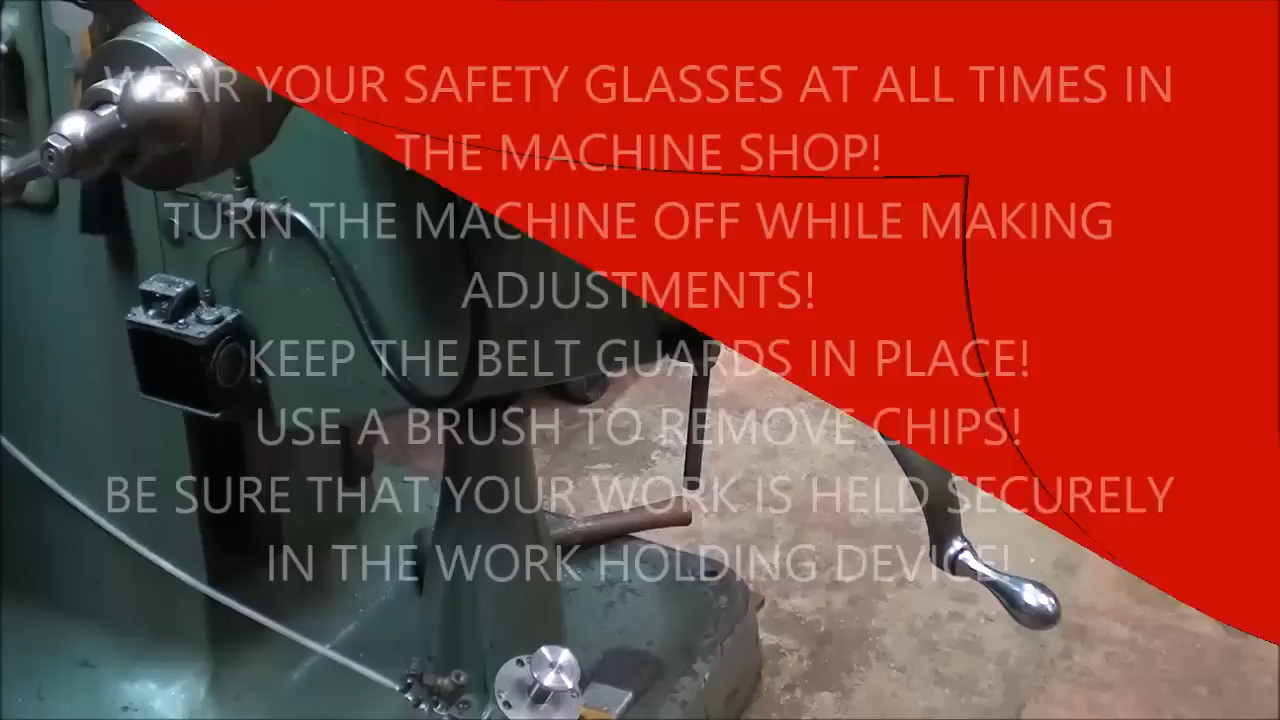 WEAR YOUR SAFETY GLASSES AT ALL TIMES IN
THE MACHINE SHOP!
TURN THE MACHINE OFF WHILE MAKING
ADJUSTMENTS!
KEEP THE BELT GUARDS IN PLACE!
USE A BRUSH TO REMOVE CHIPS!
BE SURE THAT YOUR WORK IS HELD SECURELY
IN THE WORK HOLDING DEVICE!